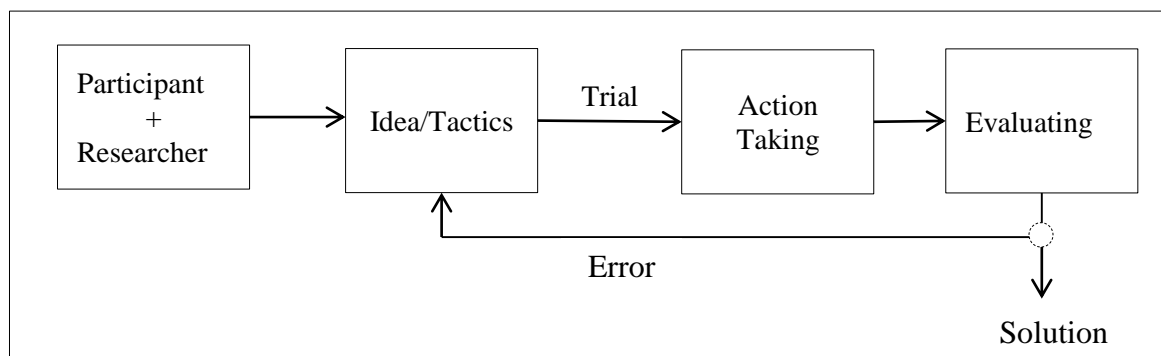 Participant
+
Researcher
Idea/Tactics
Trial
Action
Taking
Evaluating
Error
Solution